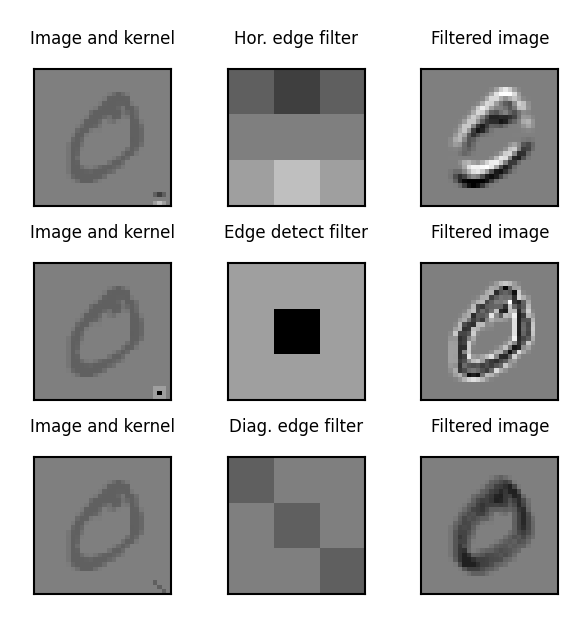 Image and kernel
Hor. edge filter
Filtered image
Image and kernel
Edge detect filter
Filtered image
Image and kernel
Diag. edge filter
Filtered image